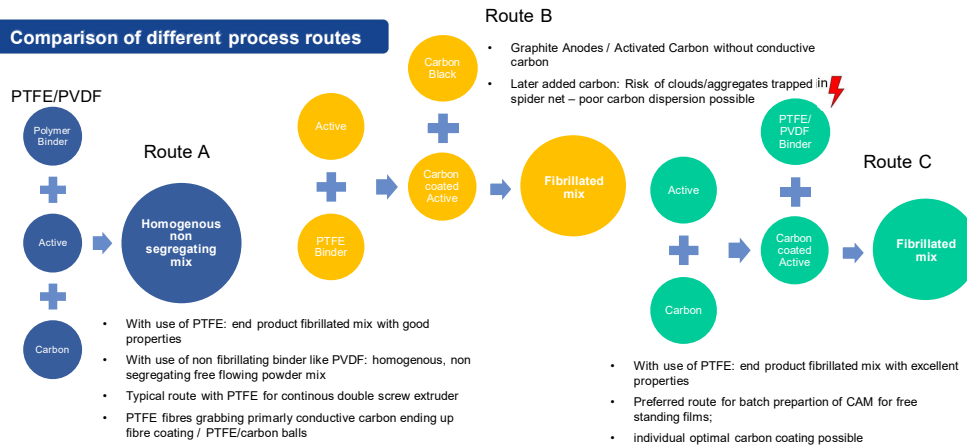 Comparison of different process routes
PTFE/PVDF
Polymer
Binder
Active
Carbon
Route A
Homogenous
non
segregating
mix
• With use of PTFE: end product fibrillated mix with good
properties
• With use of non fibrillating binder like PVDF: homogenous, non
segregating free flowing powder mix
• Typical route with PTFE for continous double screw extruder
• PTFE fibres grabbing primarly conductive carbon ending up
fibre coating / PTFE/carbon balls
Route B
• Graphite Anodes / Activated Carbon without conductive
carbon
• Later added carbon: Risk of clouds/aggregates trapped in
spider net – poor carbon dispersion possible
Active
PTFE
Binder
Carbon
Black
Carbon
coated
Active
Fibrillated
mix
Route C
Active
Carbon
PTFE/
PVDF
Binder
Carbon
coated
Active
Fibrillated
mix
• With use of PTFE: end product fibrillated mix with excellent
properties
• Preferred route for batch prepartion of CAM for free
standing films;
• individual optimal carbon coating possible